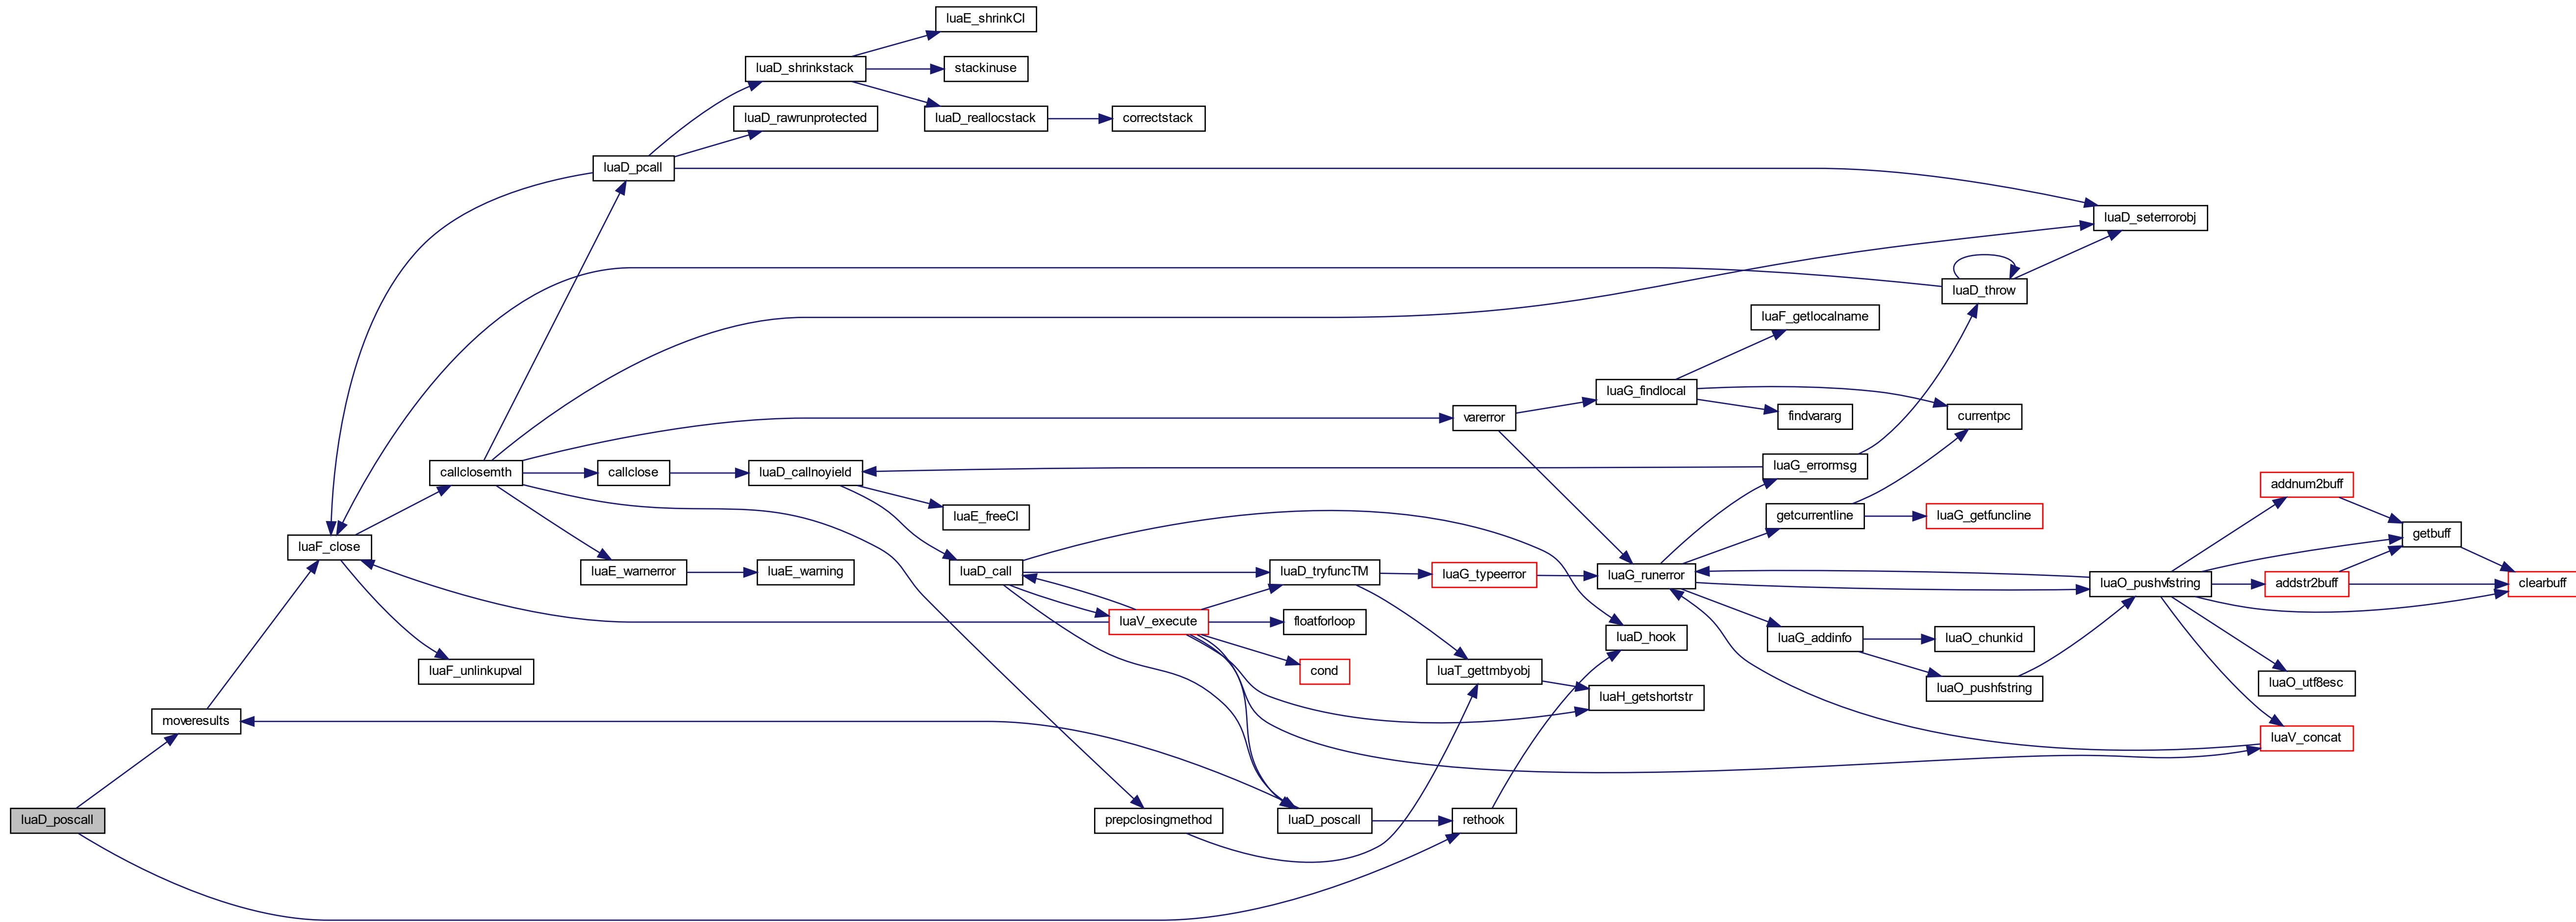 luaE_shrinkCI
luaD_shrinkstack
stackinuse
luaD_rawrunprotected
luaD_reallocstack
correctstack
luaD_pcall
luaD_seterrorobj
luaD_throw
luaF_getlocalname
luaG_findlocal
varerror
findvararg
currentpc
callclosemth
callclose
luaD_callnoyield
luaG_errormsg
addnum2buff
luaE_freeCI
getcurrentline
luaG_getfuncline
getbuff
luaF_close
luaE_warnerror
luaE_warning
luaD_call
luaD_tryfuncTM
luaG_typeerror
luaG_runerror
luaO_pushvfstring
addstr2buff
clearbuff
luaV_execute
floatforloop
luaD_hook
luaG_addinfo
luaO_chunkid
luaF_unlinkupval
cond
luaT_gettmbyobj
luaH_getshortstr
luaO_pushfstring
luaO_utf8esc
moveresults
luaV_concat
luaD_poscall
prepclosingmethod
luaD_poscall
rethook